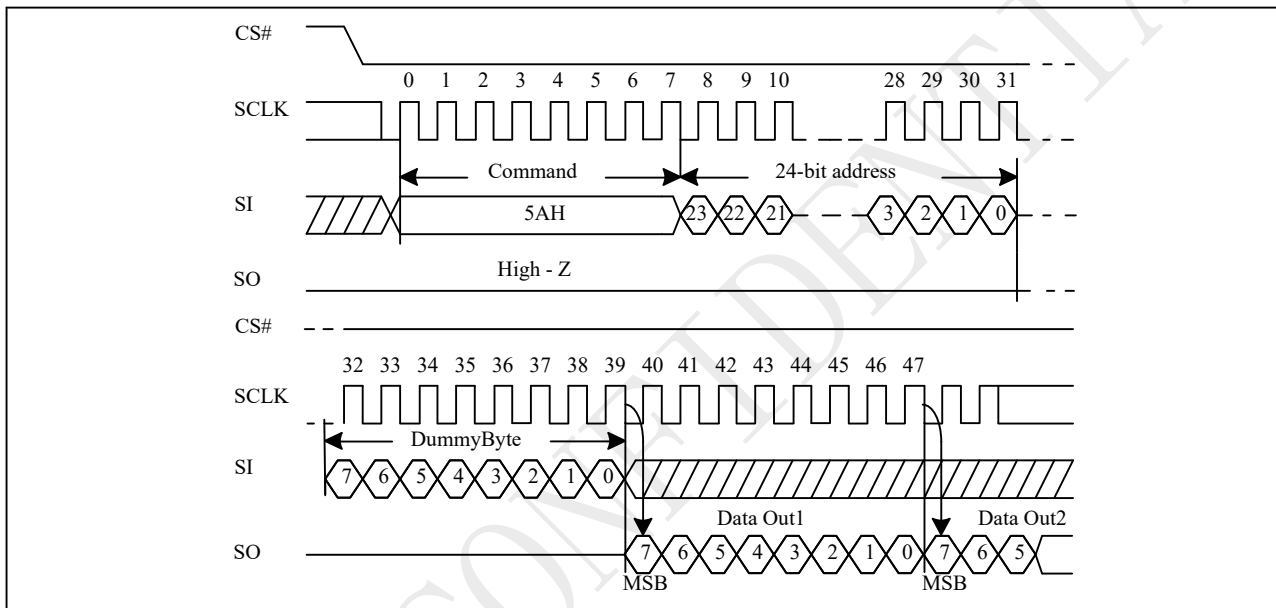 CS#
0 1 2 3 4 5 6 7 8 9 10 28 29 30 31
SCLK
Command 24-bit address
SI 5AH 23 22 21 3 2 1 0
High - Z
SO
CS#
32 33 34 35 36 37 38 39 40 41 42 43 44 45 46 47
SCLK
DummyByte
SI 7 6 5 4 3 2 1 0
Data Out1 Data Out2
SO 7 6 5 4 3 2 1 0 7 6 5
MSB MSB
CONFIDENTIA